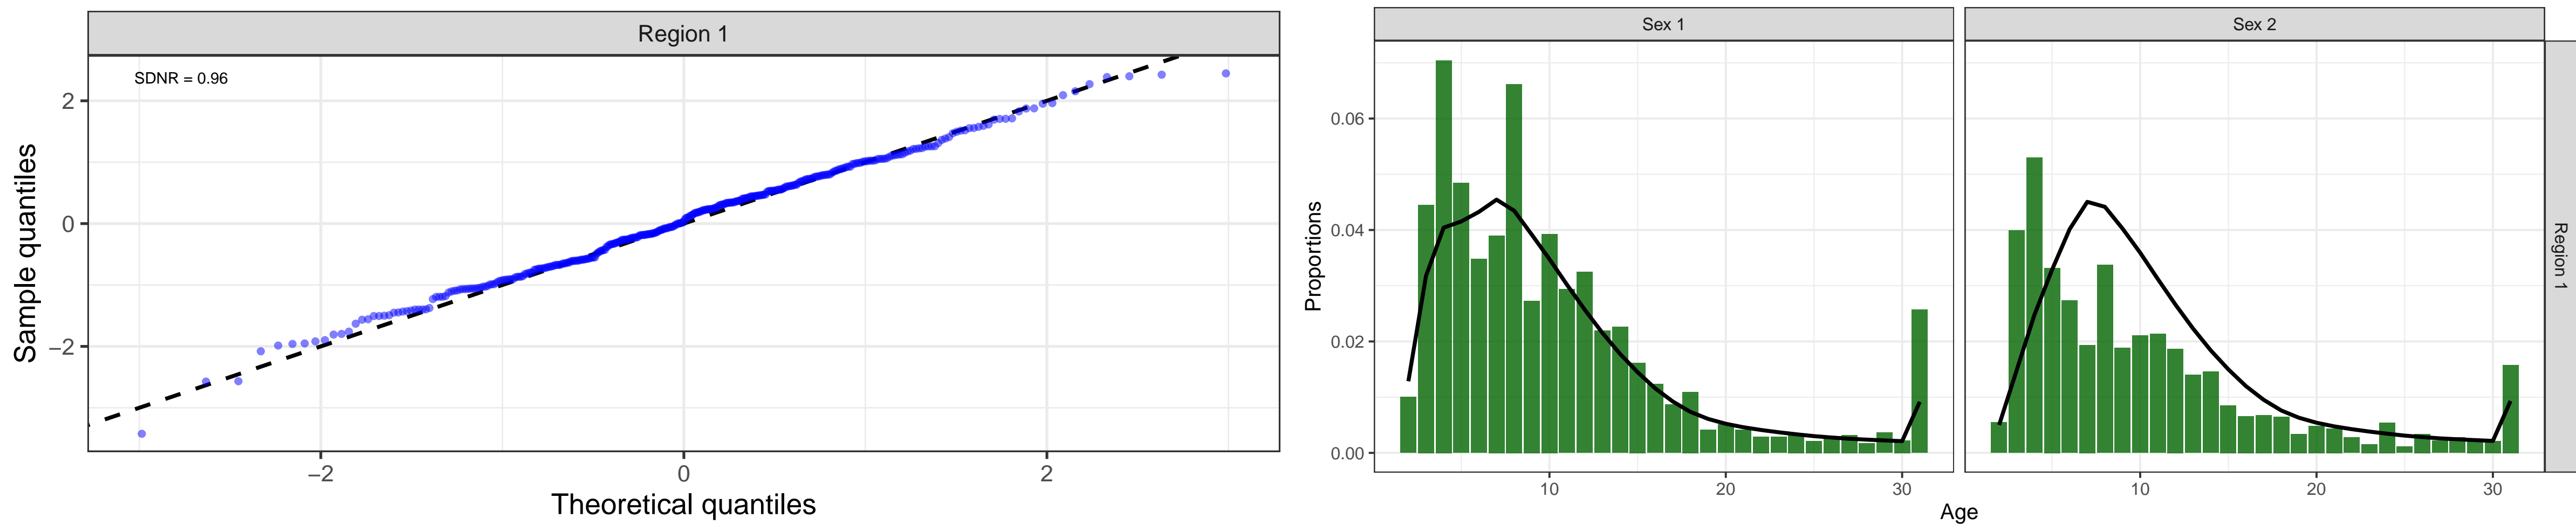 Region 1
SDNR = 0.96
Sample quantiles
2
0
−2
−2
0
2
Theoretical quantiles
Sex 1
Sex 2
Region 1
Proportions
0.06
0.04
0.02
0.00
10
20
30
10
20
30
Age